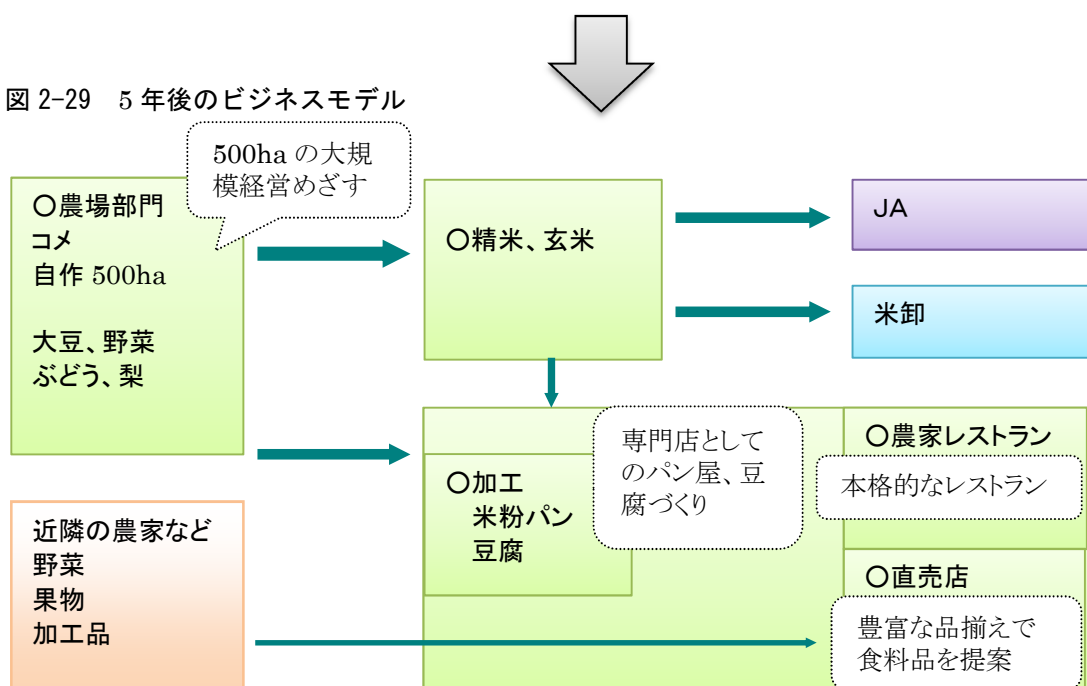 図 2-29　5 年後のビジネスモデル
500ha の大規
模経営めざす
○農場部門
コメ
自作 500ha
大豆、野菜
ぶどう、梨
○精米、玄米
JA
米卸
近隣の農家など
野菜
果物
加工品
○加工
米粉パン
豆腐
専門店として
のパン屋、豆
腐づくり
○農家レストラン
本格的なレストラン
○直売店
豊富な品揃えで
食料品を提案